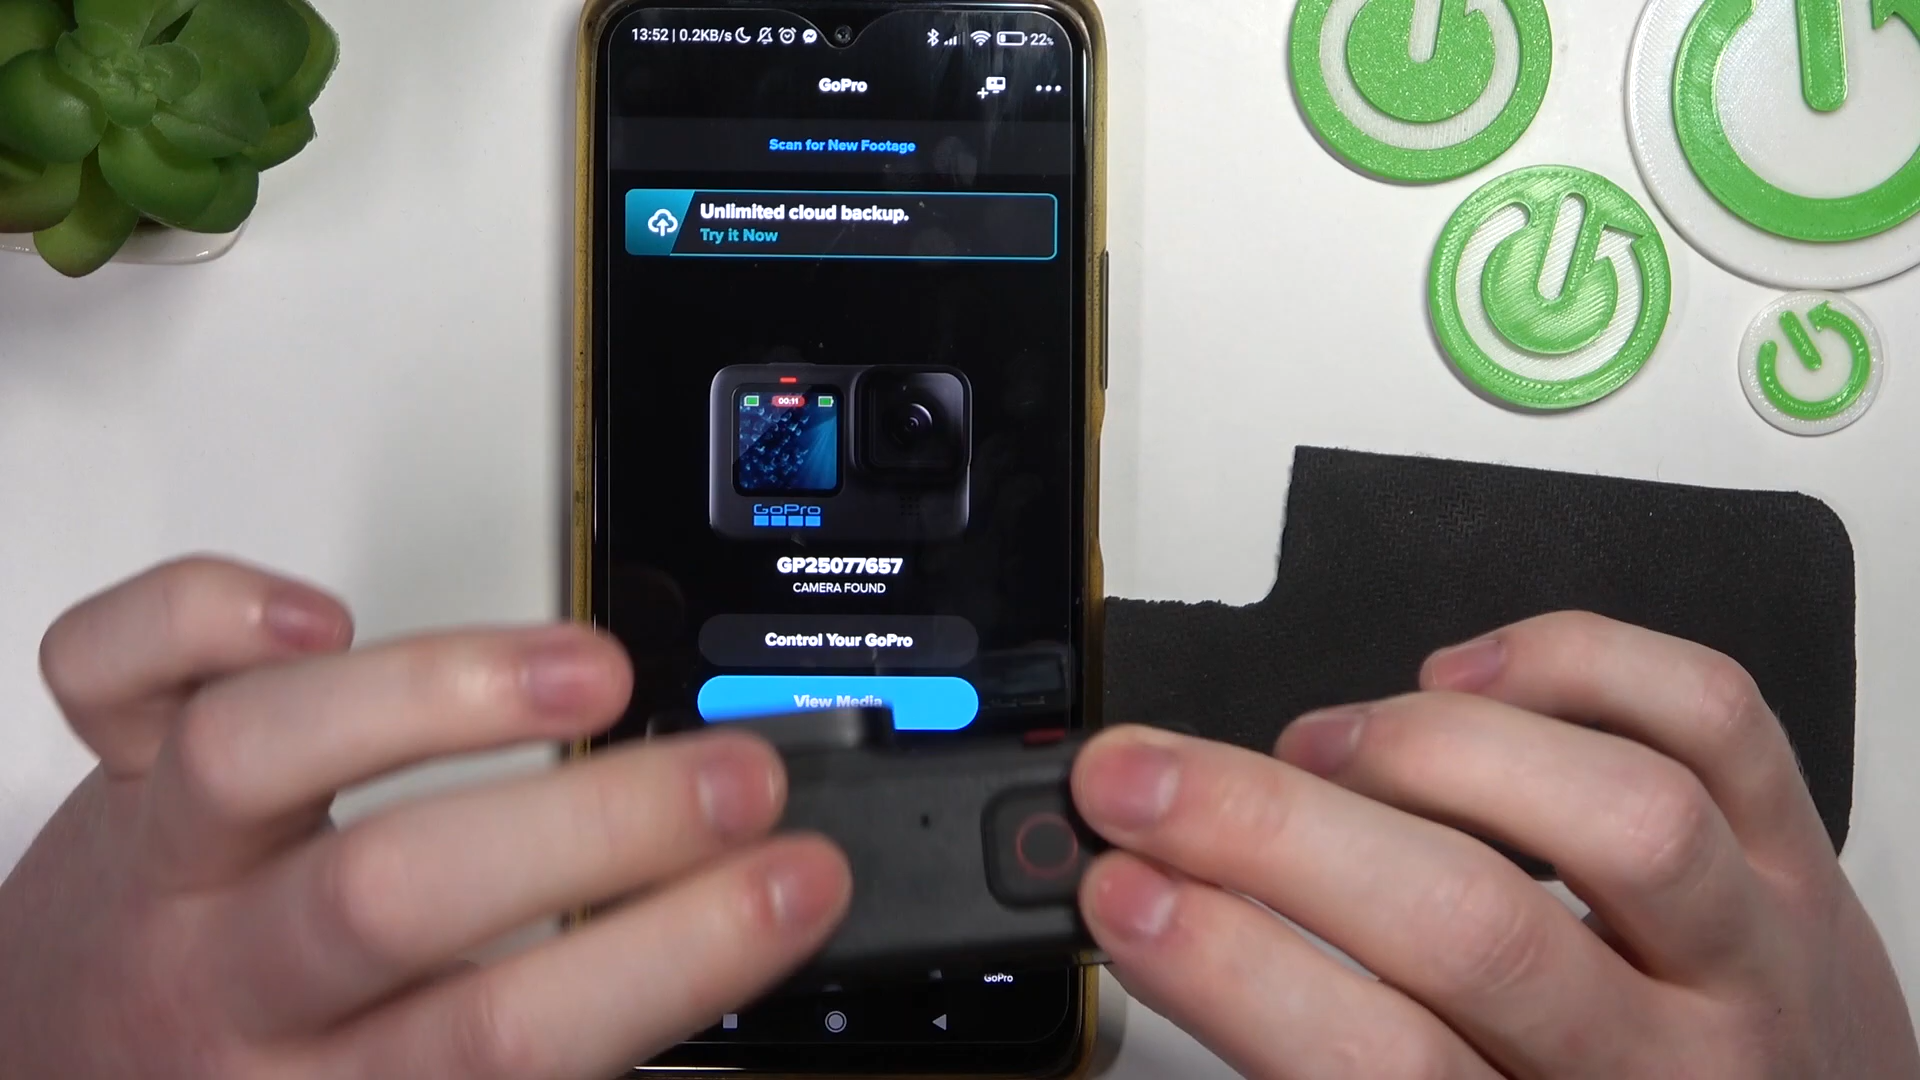 13:52 | 0.2KB/s
22%
GoPro
Scan for New Footage
Unlimited cloud backup.
Try it Now
00:11
GoPro
GP25077657
CAMERA FOUND
Control Your GoPro
View Media
GoPro